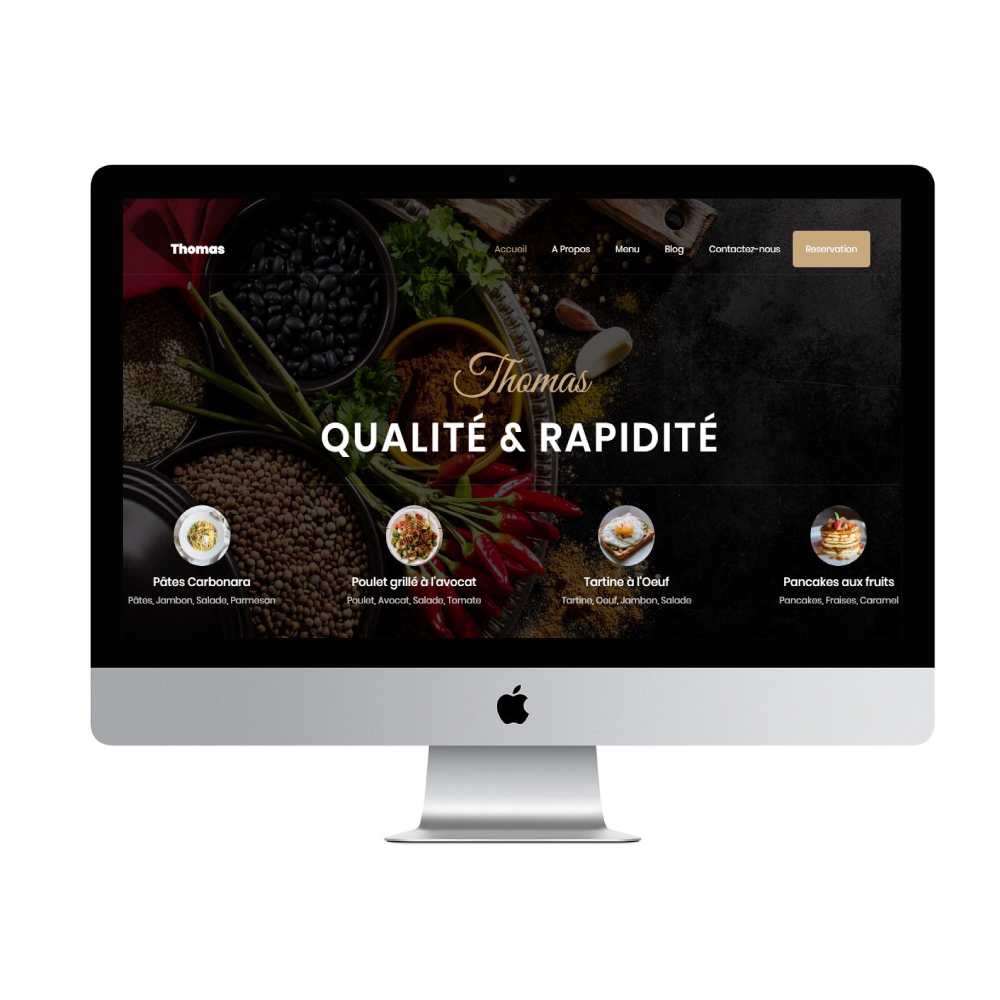 Thomas
Accueil A Propos Menu Blog Contactez-nous Reservation
Thomas
QUALITÉ & RAPIDITÉ
Pâtes Carbonara
Pâtes, Jambon, Salade, Parmesan
Poulet grillé à l'avocat
Poulet, Avocat, Salade, Tomate
Tartine à l'Oeuf
Tartine, Oeuf, Jambon, Salade
Pancakes aux fruits
Pancakes, Fraises, Caramel